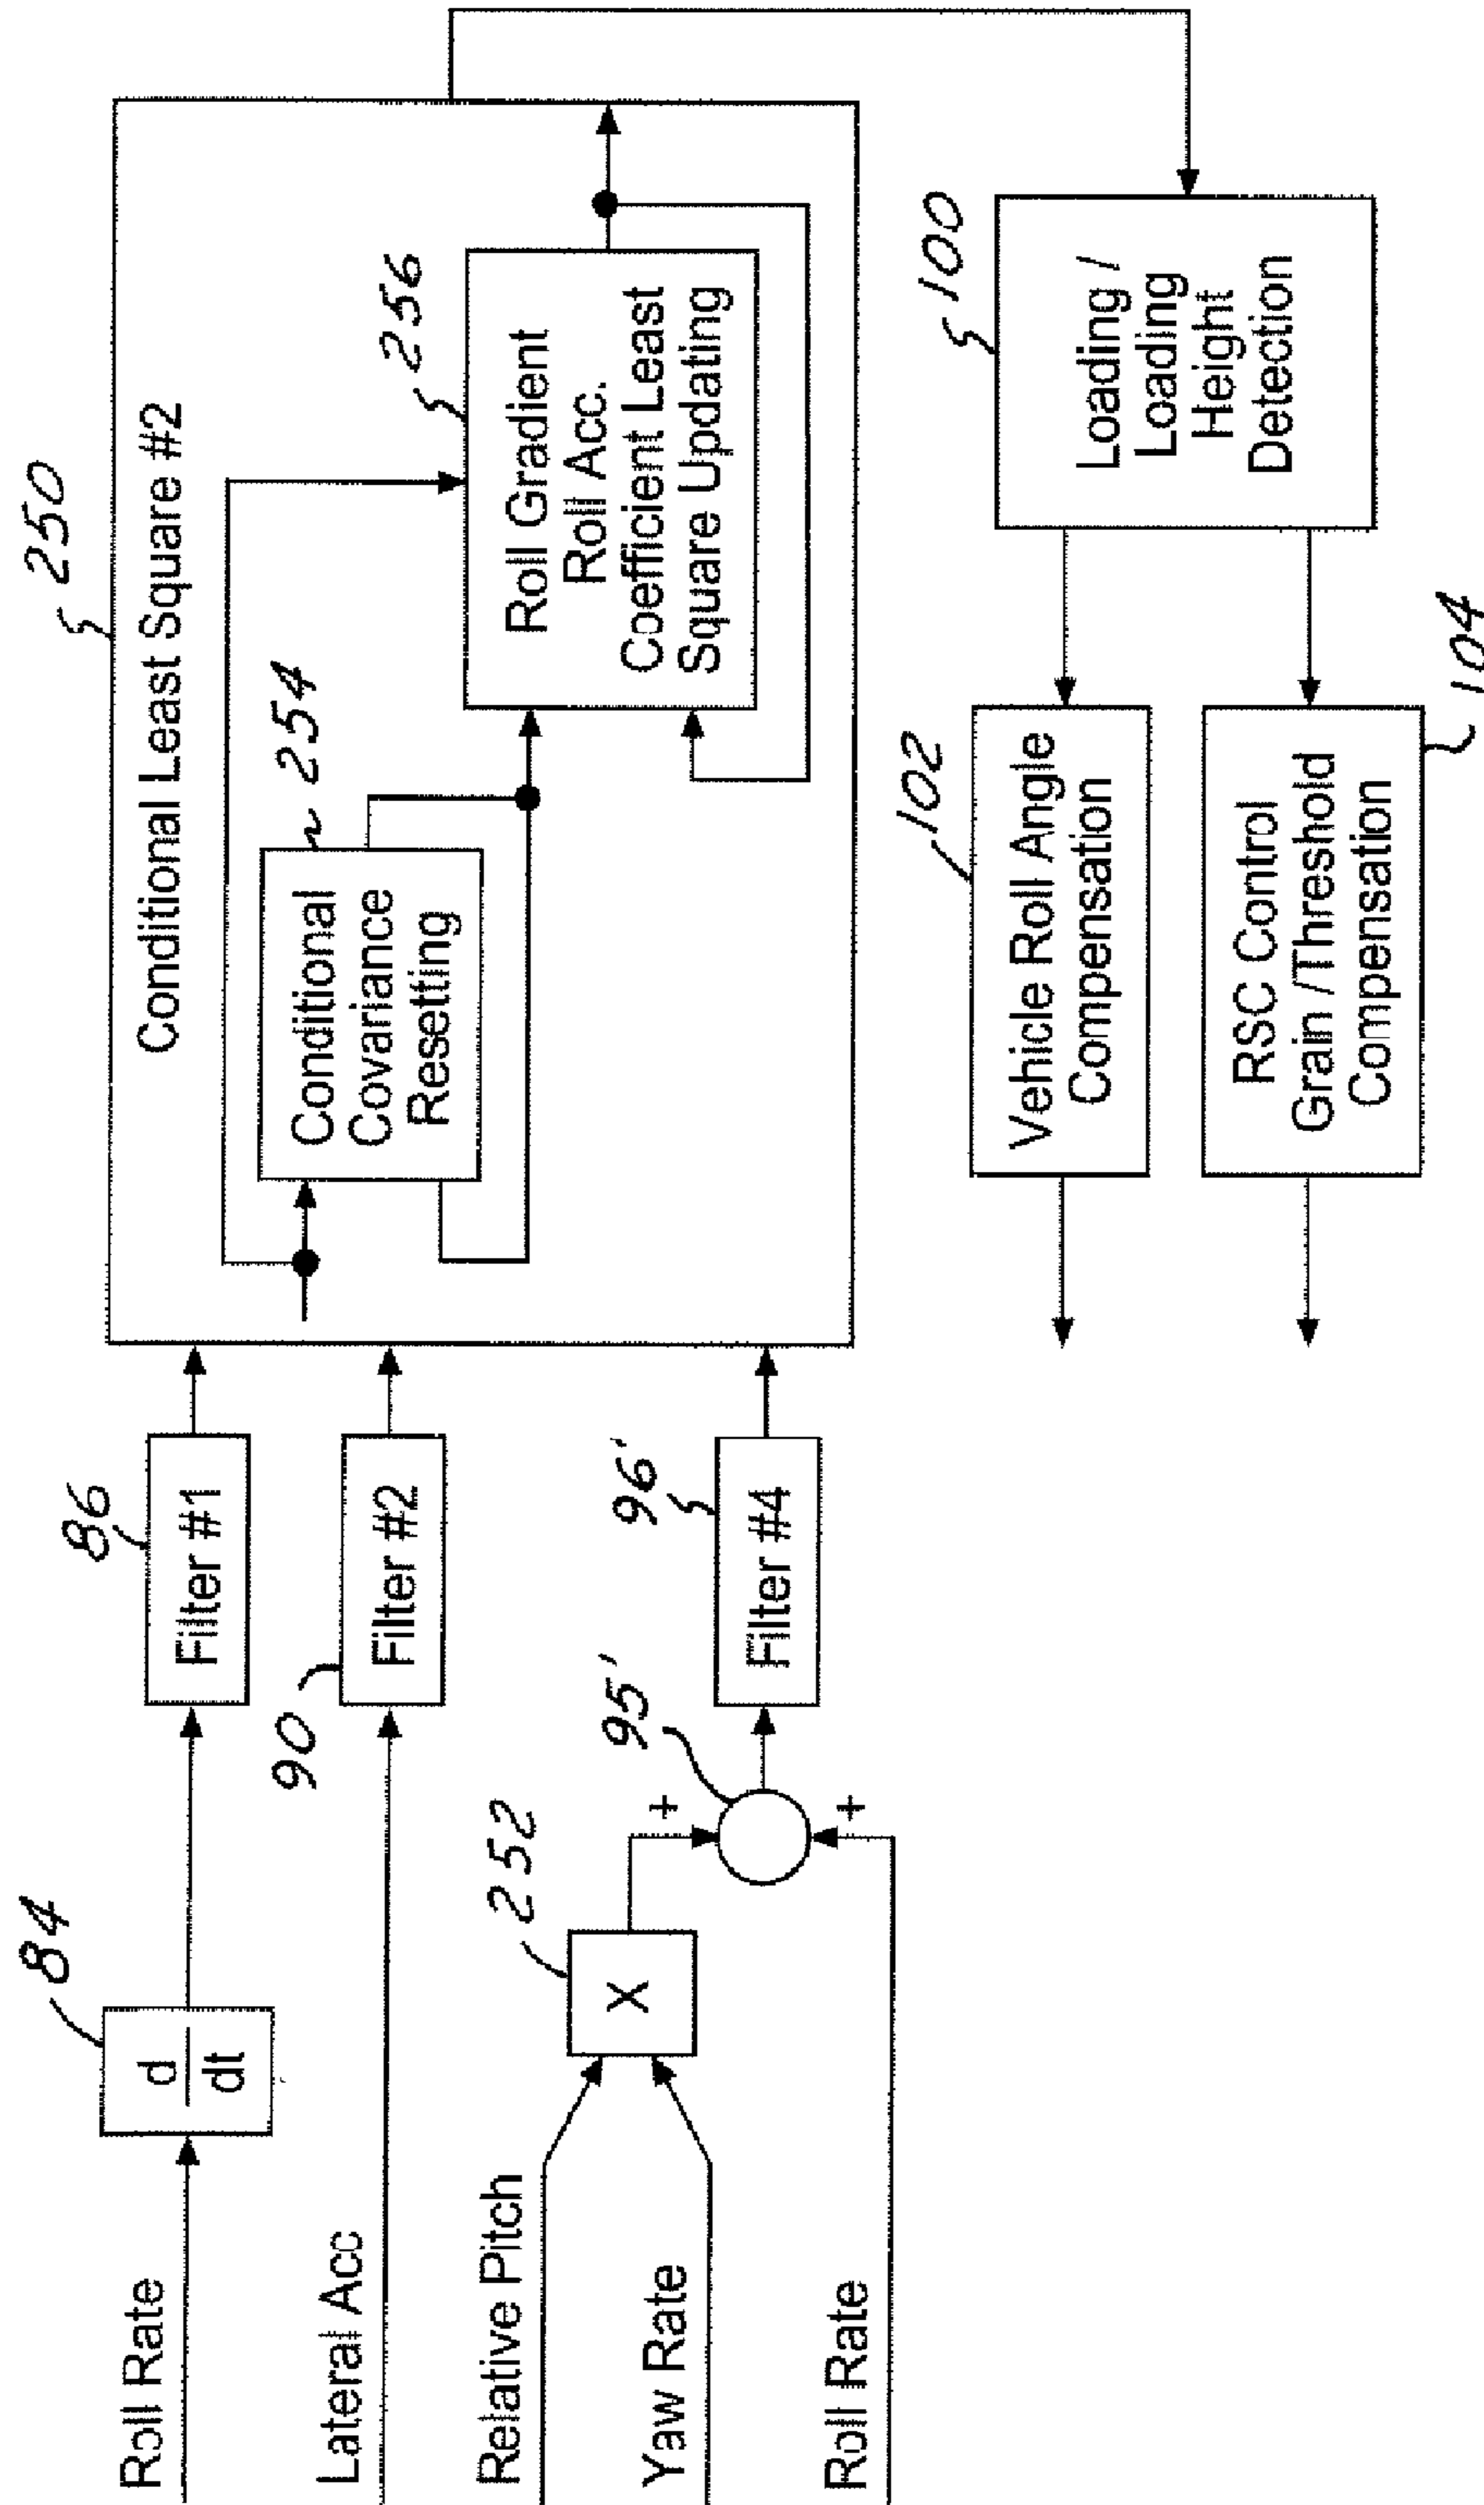 Roll Rate
84
d
dt
86
Filter #1
Lateral Acc
90
Filter #2
Relative Pitch
Yaw Rate
252
X
Roll Rate
+
+
95'
96'
Filter #4
250
Conditional Least Square #2
254
Conditional
Covariance
Resetting
256
Roll Gradient
Roll Acc.
Coefficient Least
Square Updating
100
Loading /
Loading
Height
Detection
102
Vehicle Roll Angle
Compensation
RSC Control
Grain /Threshold
Compensation
104